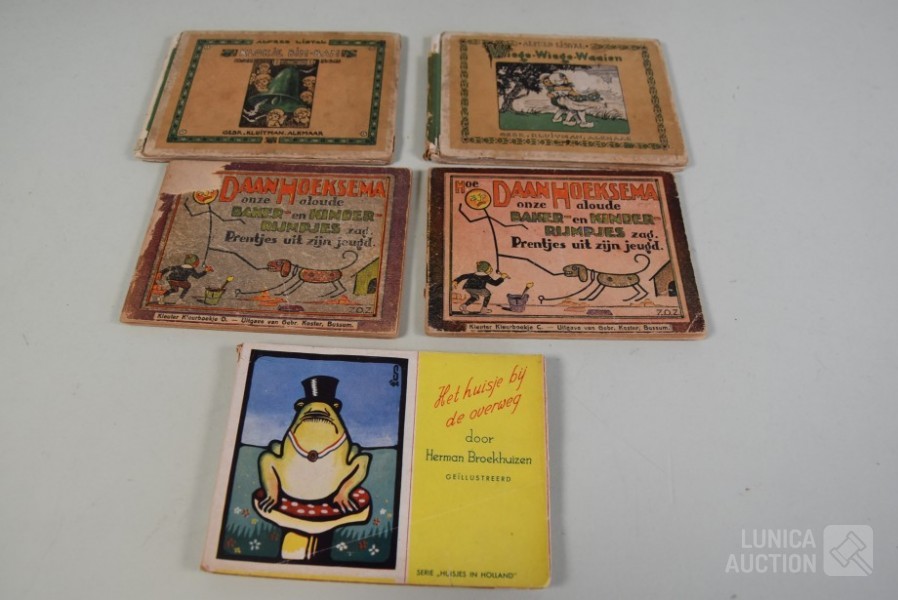 GEBR. KLUITMAN, ALKMAAR
Wiede-Wiede-Waaien
GEBR. KLUITMAN, ALKMAAR
DAAN HOEKSEMA
onze aloude
BAKER- en KINDER-
RIJMPJES zag.
Prentjes uit zijn jeugd.
Z.O.Z.
Kleuter Kleurboekje C. — Uitgave van Gebr. Koster, Bussum.
Hoe
DAAN HOEKSEMA
onze aloude
BAKER- en KINDER-
RIJMPJES zag.
Prentjes uit zijn jeugd.
Z.O.Z.
Kleuter Kleurboekje C. — Uitgave van Gebr. Koster, Bussum.
Het huisje bij
de overweg
door
Herman Broekhuizen
GEÏLLUSTREERD
SERIE „HUISJES IN HOLLAND"
LUNICA
AUCTION